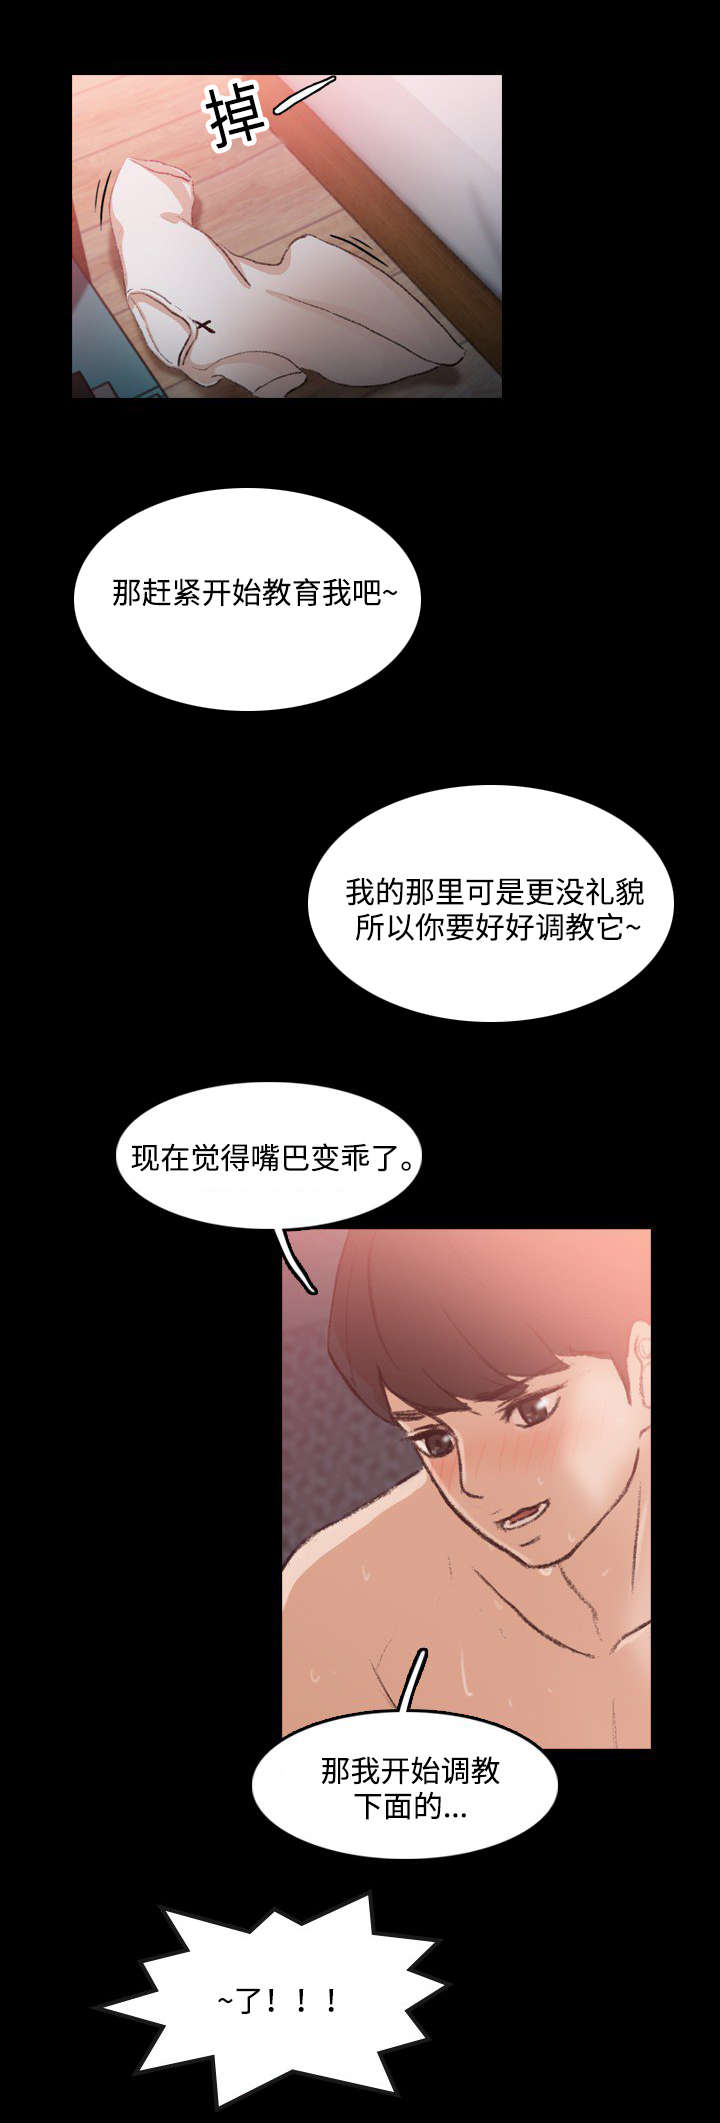 掉
那赶紧开始教育我吧~
我的那里可是更没礼貌
所以你要好好调教它~
现在觉得嘴巴变乖了。
那我开始调教
下面的...
~了！！！